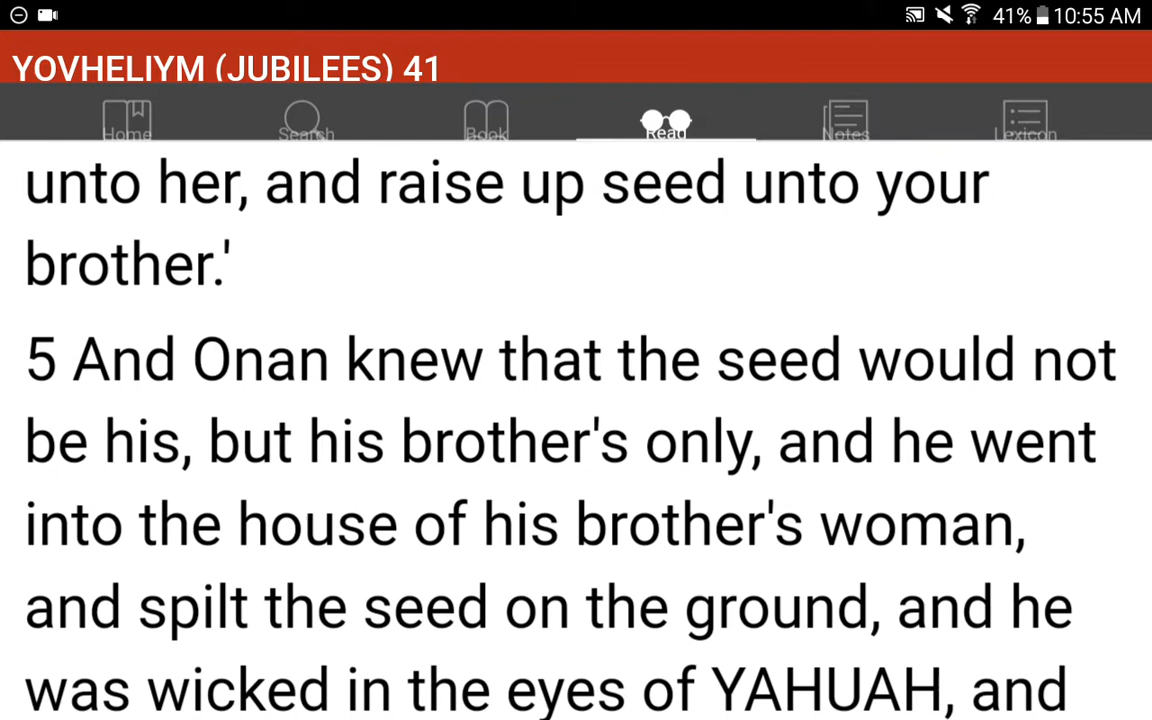 41% 10:55 AM
YOVHELIYM (JUBILEES) 41
Home Search Book Read Notes Lexicon
unto her, and raise up seed unto your
brother.'
5 And Onan knew that the seed would not
be his, but his brother's only, and he went
into the house of his brother's woman,
and spilt the seed on the ground, and he
was wicked in the eyes of YAHUAH, and